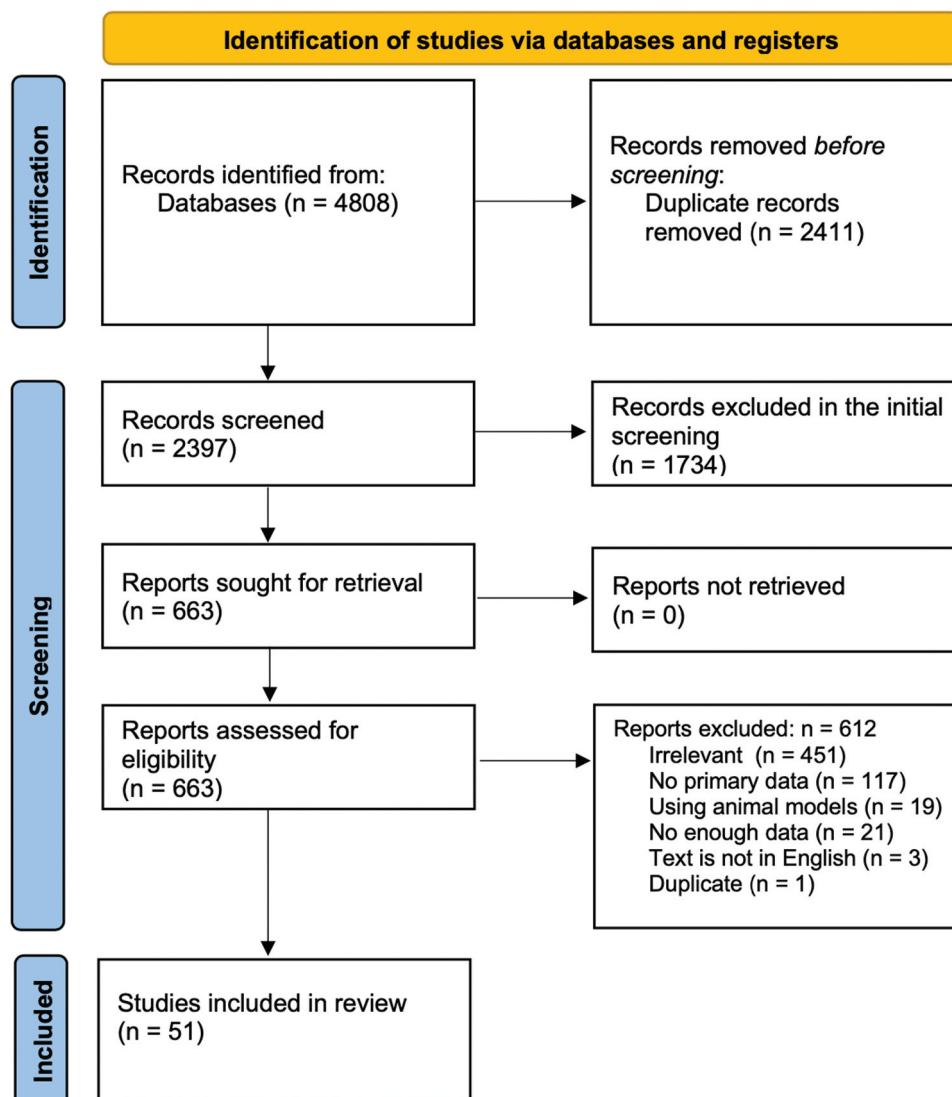 Identification of studies via databases and registers
Identification
Records identified from:
Databases (n = 4808)
Records removed before
screening:
Duplicate records
removed (n = 2411)
Screening
Records screened
(n = 2397)
Records excluded in the initial
screening
(n = 1734)
Reports sought for retrieval
(n = 663)
Reports not retrieved
(n = 0)
Reports assessed for
eligibility
(n = 663)
Reports excluded: n = 612
Irrelevant (n = 451)
No primary data (n = 117)
Using animal models (n = 19)
No enough data (n = 21)
Text is not in English (n = 3)
Duplicate (n = 1)
Included
Studies included in review
(n = 51)